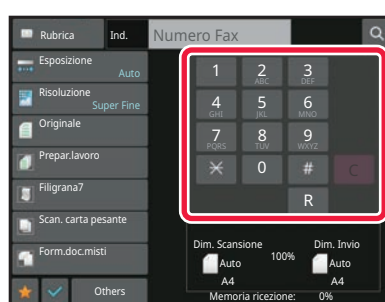 Rubrica
Ind.
Numero Fax
Esposizione
Auto
Risoluzione
Super Fine
Originale
Prepar.lavoro
Filigrana7
Scan. carta pesante
Form.doc.misti
Others
1 2 3
ABC DEF
4 5 6
GHI JKL MNO
7 8 9
PQRS TUV WXYZ
0 # C
R
Dim. Scansione 100% Dim. Invio
Auto Auto
A4 A4
Memoria ricezione: 0%